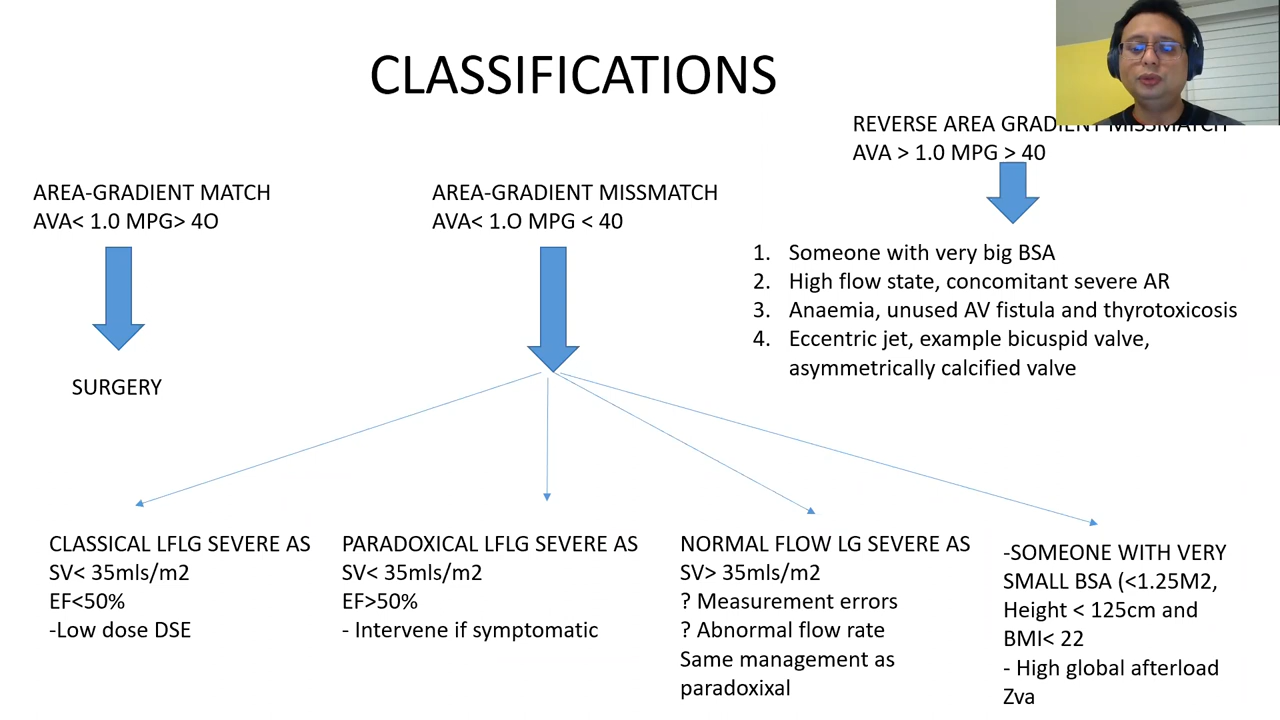 CLASSIFICATIONS
REVERSE AREA GRADIENT MISSMATCH
AVA > 1.0 MPG > 40
AREA-GRADIENT MATCH
AVA< 1.0 MPG> 4O
AREA-GRADIENT MISSMATCH
AVA< 1.O MPG < 40
1. Someone with very big BSA
2. High flow state, concomitant severe AR
3. Anaemia, unused AV fistula and thyrotoxicosis
4. Eccentric jet, example bicuspid valve,
asymmetrically calcified valve
SURGERY
CLASSICAL LFLG SEVERE AS
SV< 35mls/m2
EF<50%
-Low dose DSE
PARADOXICAL LFLG SEVERE AS
SV< 35mls/m2
EF>50%
- Intervene if symptomatic
NORMAL FLOW LG SEVERE AS
SV> 35mls/m2
? Measurement errors
? Abnormal flow rate
Same management as
paradoxixal
-SOMEONE WITH VERY
SMALL BSA (<1.25M2,
Height < 125cm and
BMI< 22
- High global afterload
Zva